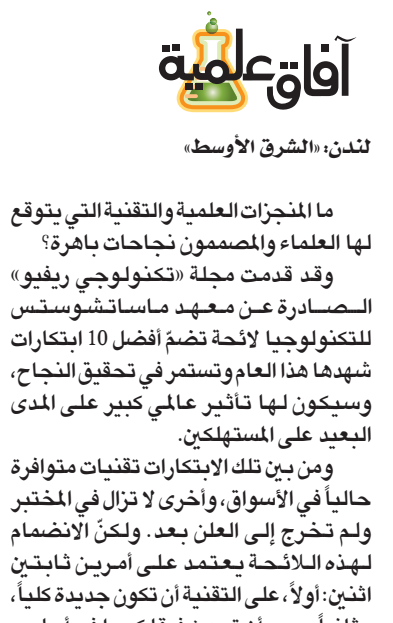 آفاق علمية
لندن: «الشرق الأوسط»
ما المنجزات العلمية والتقنية التي يتوقع
لها العلماء والمصممون نجاحات باهرة؟
وقد قدمت مجلة «تكنولوجي ريفيو»
الصادرة عن معهد ماساتشوستس
للتكنولوجيا لائحة تضمّ أفضل 10 ابتكارات
شهدها هذا العام وتستمر في تحقيق النجاح،
وسيكون لها تأثير عالمي كبير على المدى
البعيد على المستهلكين.
ومن بين تلك الابتكارات تقنيات متوافرة
حالياً في الأسواق، وأخرى لا تزال في المختبر
ولم تخرج إلى العلن بعد. ولكنّ الانضمام
لهذه اللائحة يعتمد على أمرين ثابتين
اثنين: أولاً، على التقنية أن تكون جديدة كلياً،